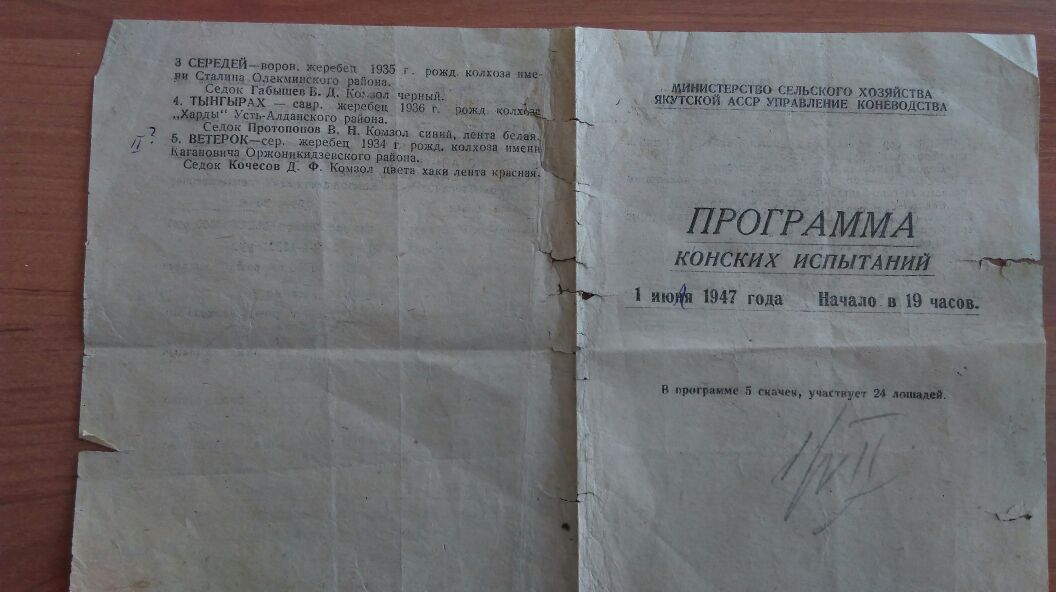 3 СЕРЕДЕЙ—ворон. жеребец 1935 г. рожд. колхоза име-
ни Сталина Олекминского района.
Седок Габышев В. Д. Комзол черный.
4. ТЫНГЫРАХ — савр. жеребец 1936 г. рожд колхоза
„Харды“ Усть-Алданского района.
Седок Протопопов В. Н. Комзол синий, лента белая.
II ?
5. ВЕТЕРОК—сер. жеребец 1934 г. рожд. колхоза имени
Кагановича Оржоникидзевского района.
Седок Кочесов Д. Ф. Комзол цвета хаки лента красная.
МИНИСТЕРСТВО СЕЛЬСКОГО ХОЗЯЙСТВА
ЯКУТСКОЙ АССР УПРАВЛЕНИЕ КОНЕВОДСТВА
ПРОГРАММА
КОНСКИХ ИСПЫТАНИЙ
1 июля 1947 года Начало в 19 часов.
В программе 5 скачек, участвует 24 лошадей.